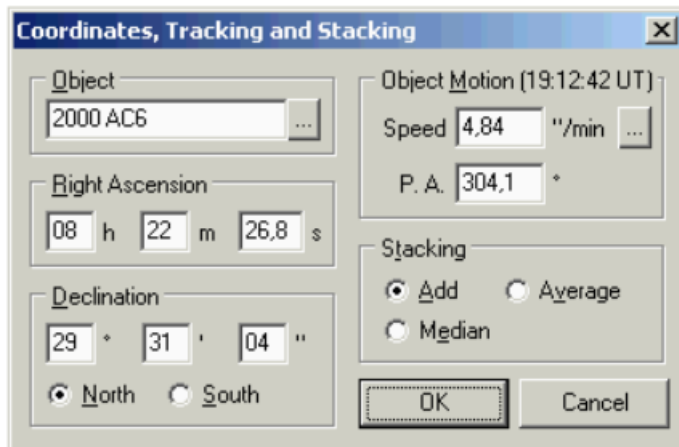 Coordinates, Tracking and Stacking
Object
2000 AC6 ...
Right Ascension
08 h 22 m 26,8 s
Declination
29 ° 31 ' 04 "
North South
Object Motion (19:12:42 UT)
Speed 4,84 "/min ...
P. A. 304,1 °
Stacking
Add Average
Median
OK Cancel